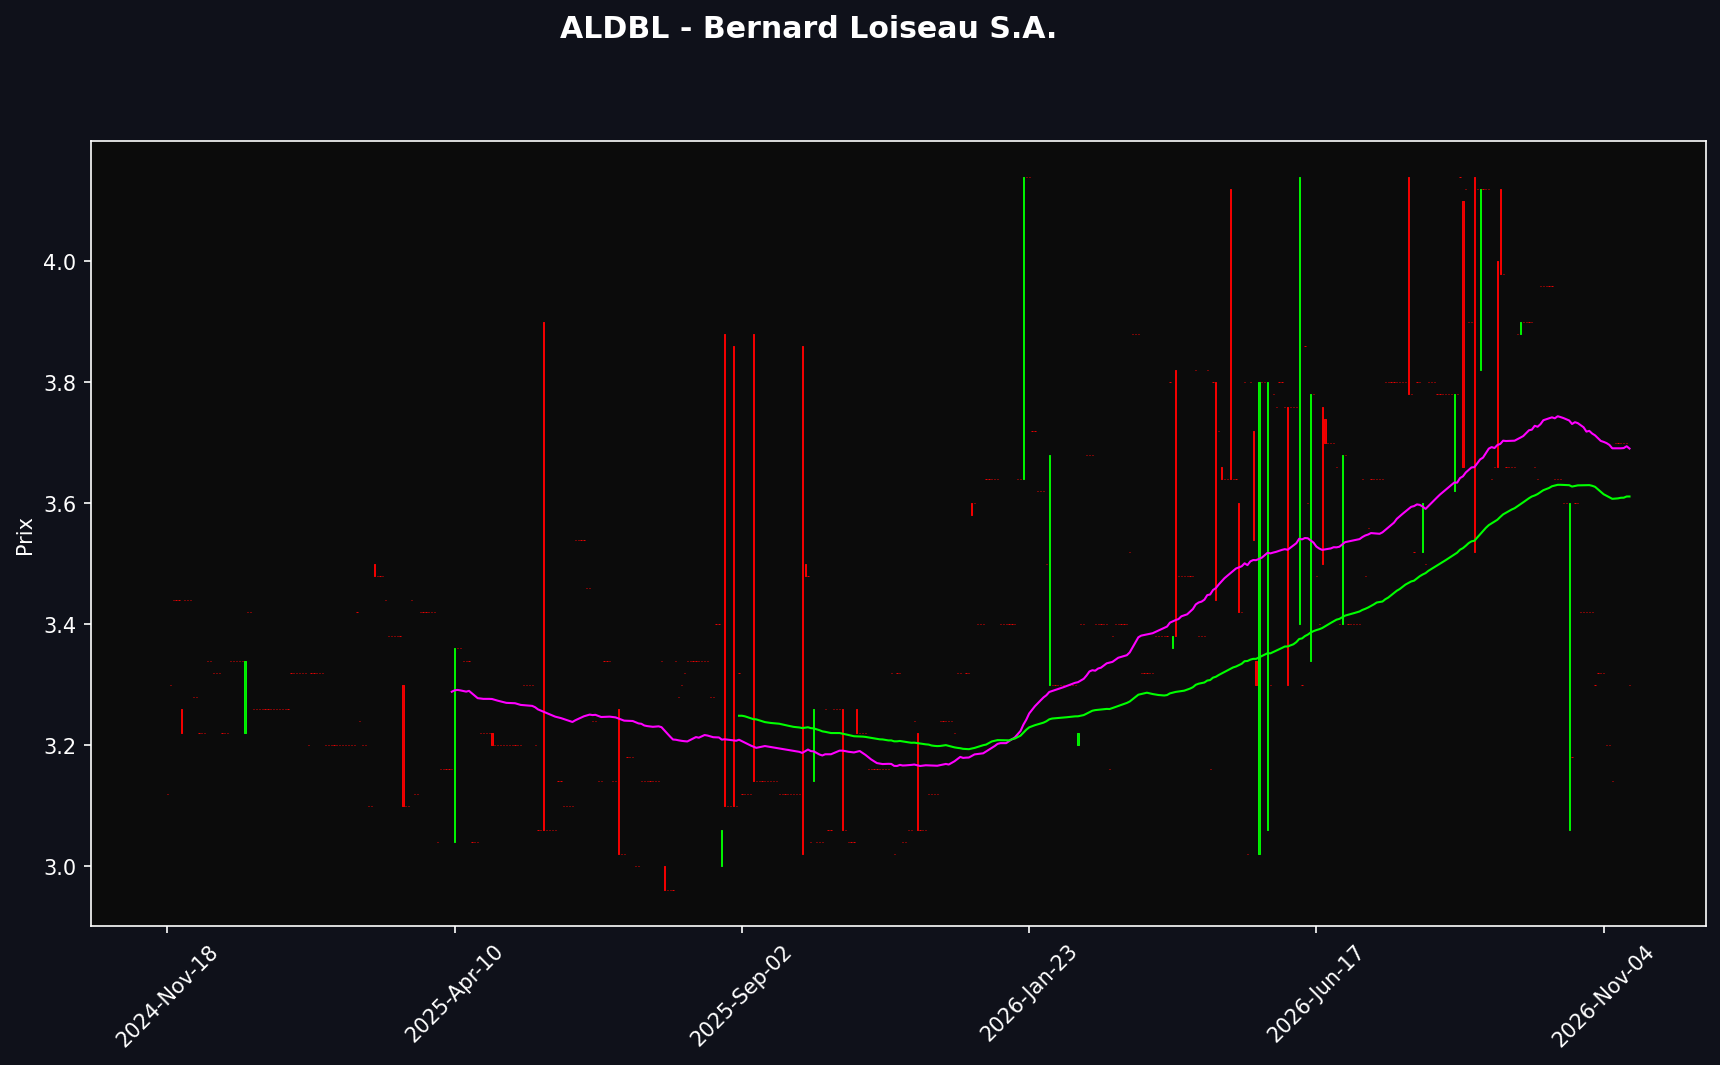 ALDBL - Bernard Loiseau S.A.
Prix
4.0
3.8
3.6
3.4
3.2
3.0
2024-Nov-18
2025-Apr-10
2025-Sep-02
2026-Jan-23
2026-Jun-17
2026-Nov-04